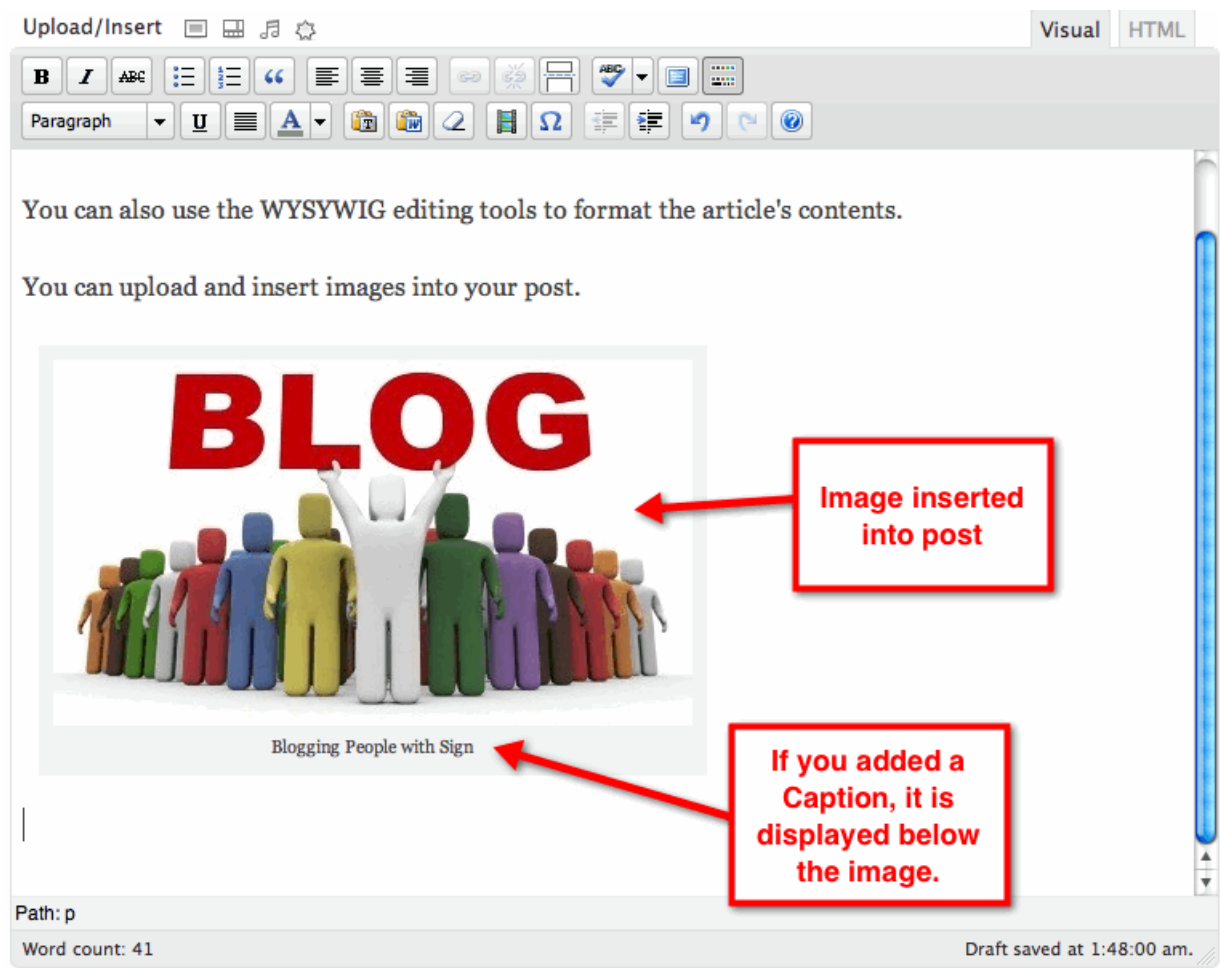 Upload/Insert
Visual
HTML
B I ABC ABC
Paragraph U A T W Ω
You can also use the WYSYWIG editing tools to format the article's contents.
You can upload and insert images into your post.
BLOG
Image inserted
into post
Blogging People with Sign
If you added a
Caption, it is
displayed below
the image.
Path: p
Word count: 41
Draft saved at 1:48:00 am.